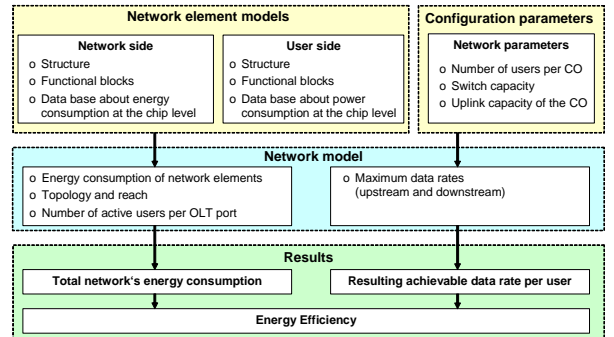 Network element models
Network side
o Structure
o Functional blocks
o Data base about energy
consumption at the chip level
User side
o Structure
o Functional blocks
o Data base about power
consumption at the chip level
Configuration parameters
Network parameters
o Number of users per CO
o Switch capacity
o Uplink capacity of the CO
Network model
o Energy consumption of network elements
o Topology and reach
o Number of active users per OLT port
o Maximum data rates
(upstream and downstream)
Results
Total network‘s energy consumption
Resulting achievable data rate per user
Energy Efficiency